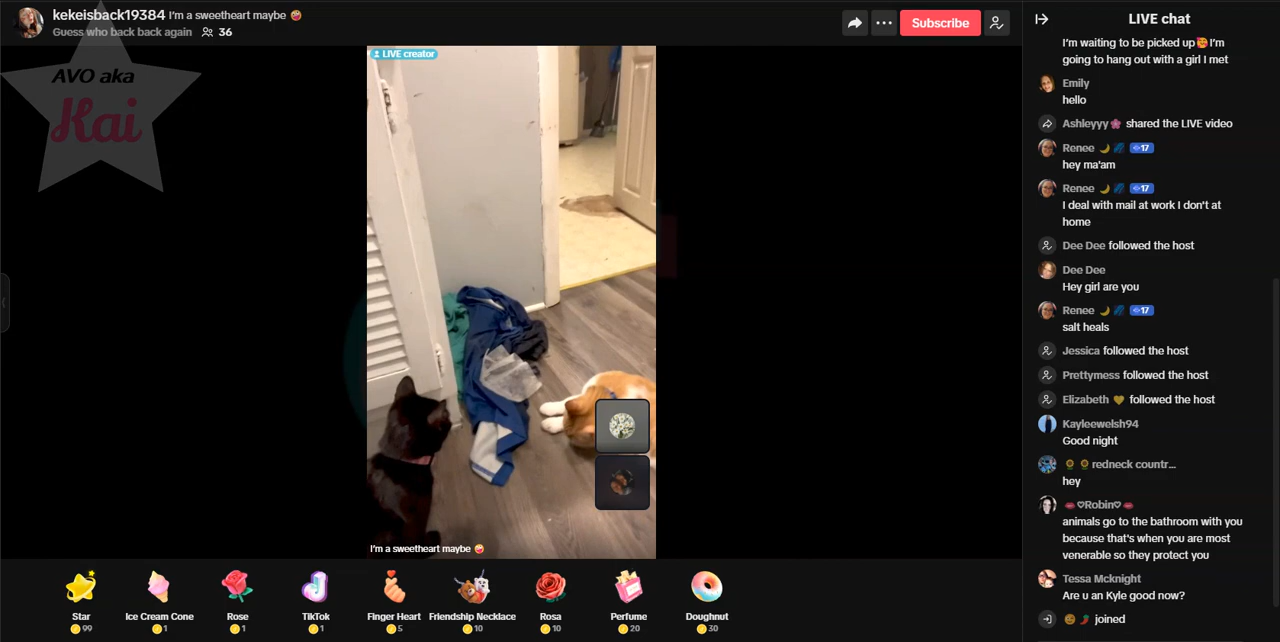 kekeisback19384 I'm a sweetheart maybe
Guess who back back again 36
Subscribe
AVO aka
Kai
LIVE creator
I'm a sweetheart maybe
Star
99
Ice Cream Cone
1
Rose
1
TikTok
1
Finger Heart
5
Friendship Necklace
10
Rosa
10
Perfume
20
Doughnut
30
LIVE chat
I'm waiting to be picked up🥰I'm
going to hang out with a girl I met
Emily
hello
Ashleyyy🌸 shared the LIVE video
Renee 17
hey ma'am
Renee 17
I deal with mail at work I don't at
home
Dee Dee followed the host
Dee Dee
Hey girl are you
Renee 17
salt heals
Jessica followed the host
Prettymess followed the host
Elizabeth followed the host
Kayleewelsh94
Good night
🌻 🌻 redneck countr...
hey
👄♡Robin♡👄
animals go to the bathroom with you
because that's when you are most
venerable so they protect you
Tessa Mcknight
Are u an Kyle good now?
joined